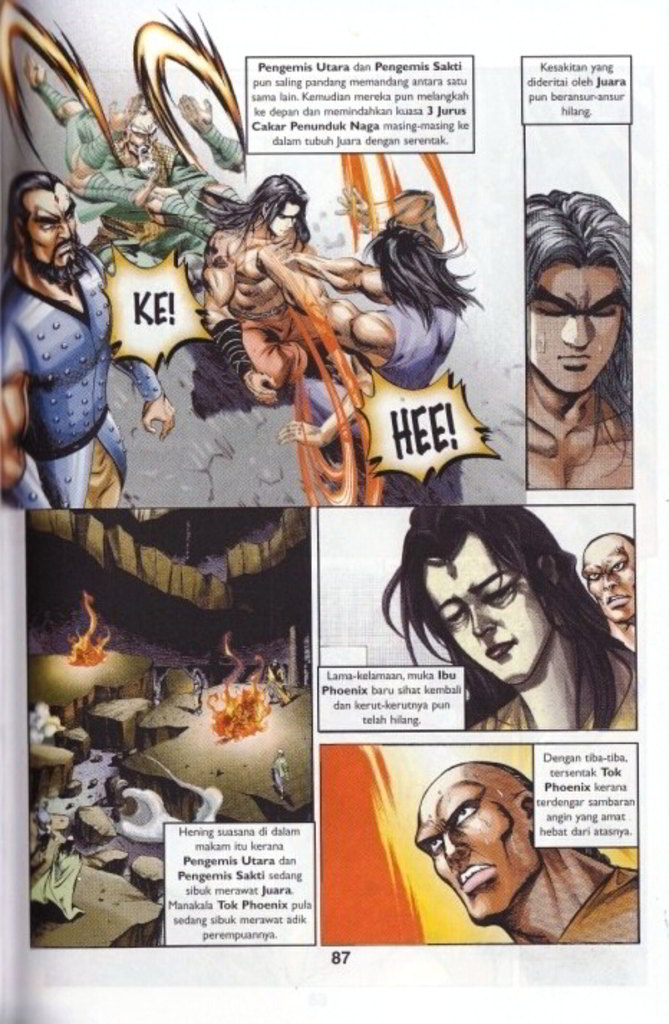 Pengemis Utara dan Pengemis Sakti
pun saling pandang memandang antara satu
sama lain. Kemudian mereka pun melangkah
ke depan dan memindahkan kuasa 3 Jurus
Cakar Penunduk Naga masing-masing ke
dalam tubuh Juara dengan serentak.
Kesakitan yang
dideritai oleh Juara
pun beransur-ansur
hilang.
KE!
HEE!
Lama-kelamaan, muka Ibu
Phoenix baru sihat kembali
dan kerut-kerutnya pun
telah hilang.
Hening suasana di dalam
makam itu kerana
Pengemis Utara dan
Pengemis Sakti sedang
sibuk merawat Juara.
Manakala Tok Phoenix pula
sedang sibuk merawat adik
perempuannya.
Dengan tiba-tiba,
tersentak Tok
Phoenix kerana
terdengar sambaran
angin yang amat
hebat dari atasnya.
87